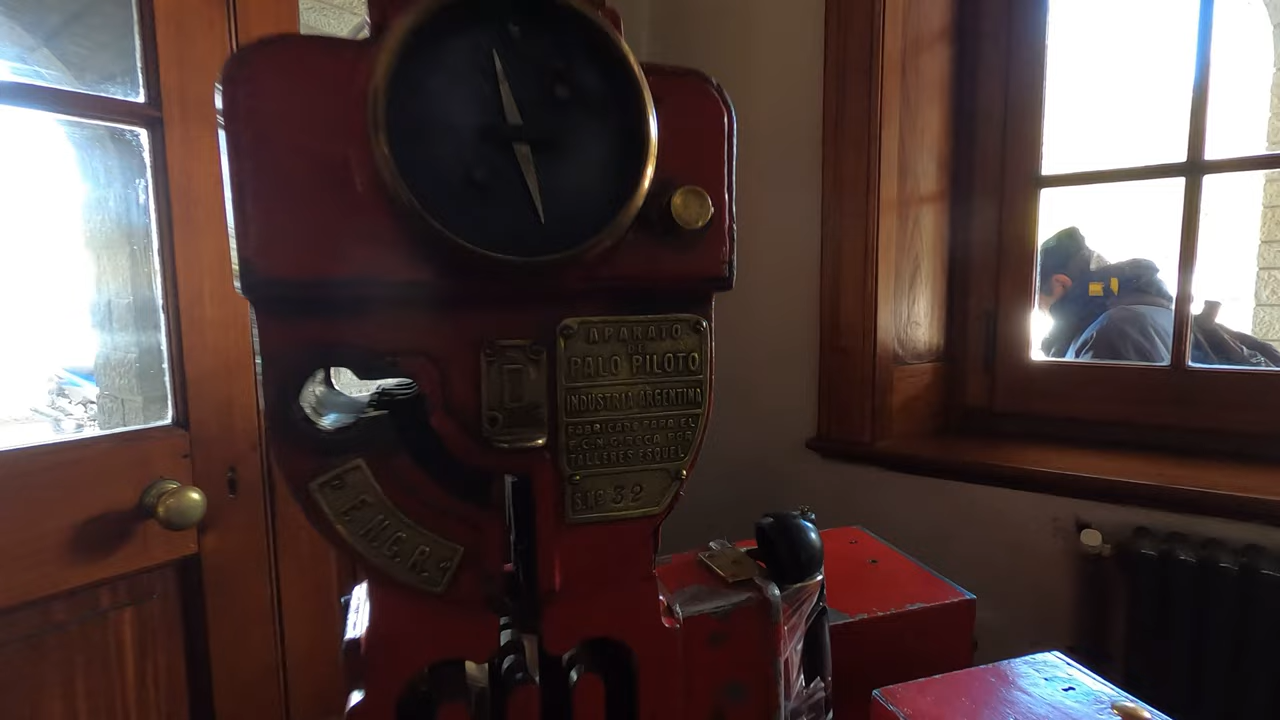 APARATO
DE
PALO PILOTO
INDUSTRIA ARGENTINA
FABRICADO PARA EL
F.C.N.G. ROCA POR
TALLERES ESQUEL
S. Nº 32
"F.N.G.R."